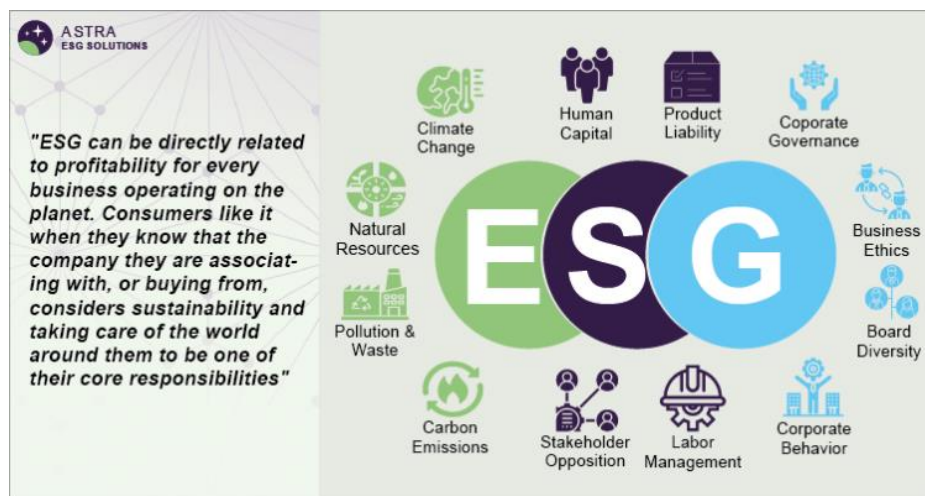 ASTRA
ESG SOLUTIONS
"ESG can be directly related
to profitability for every
business operating on the
planet. Consumers like it
when they know that the
company they are associat-
ing with, or buying from,
considers sustainability and
taking care of the world
around them to be one of
their core responsibilities"
Climate
Change
Human
Capital
Product
Liability
Coporate
Governance
Natural
Resources
ESG
Business
Ethics
Pollution &
Waste
Board
Diversity
Carbon
Emissions
Stakeholder
Opposition
Labor
Management
Corporate
Behavior